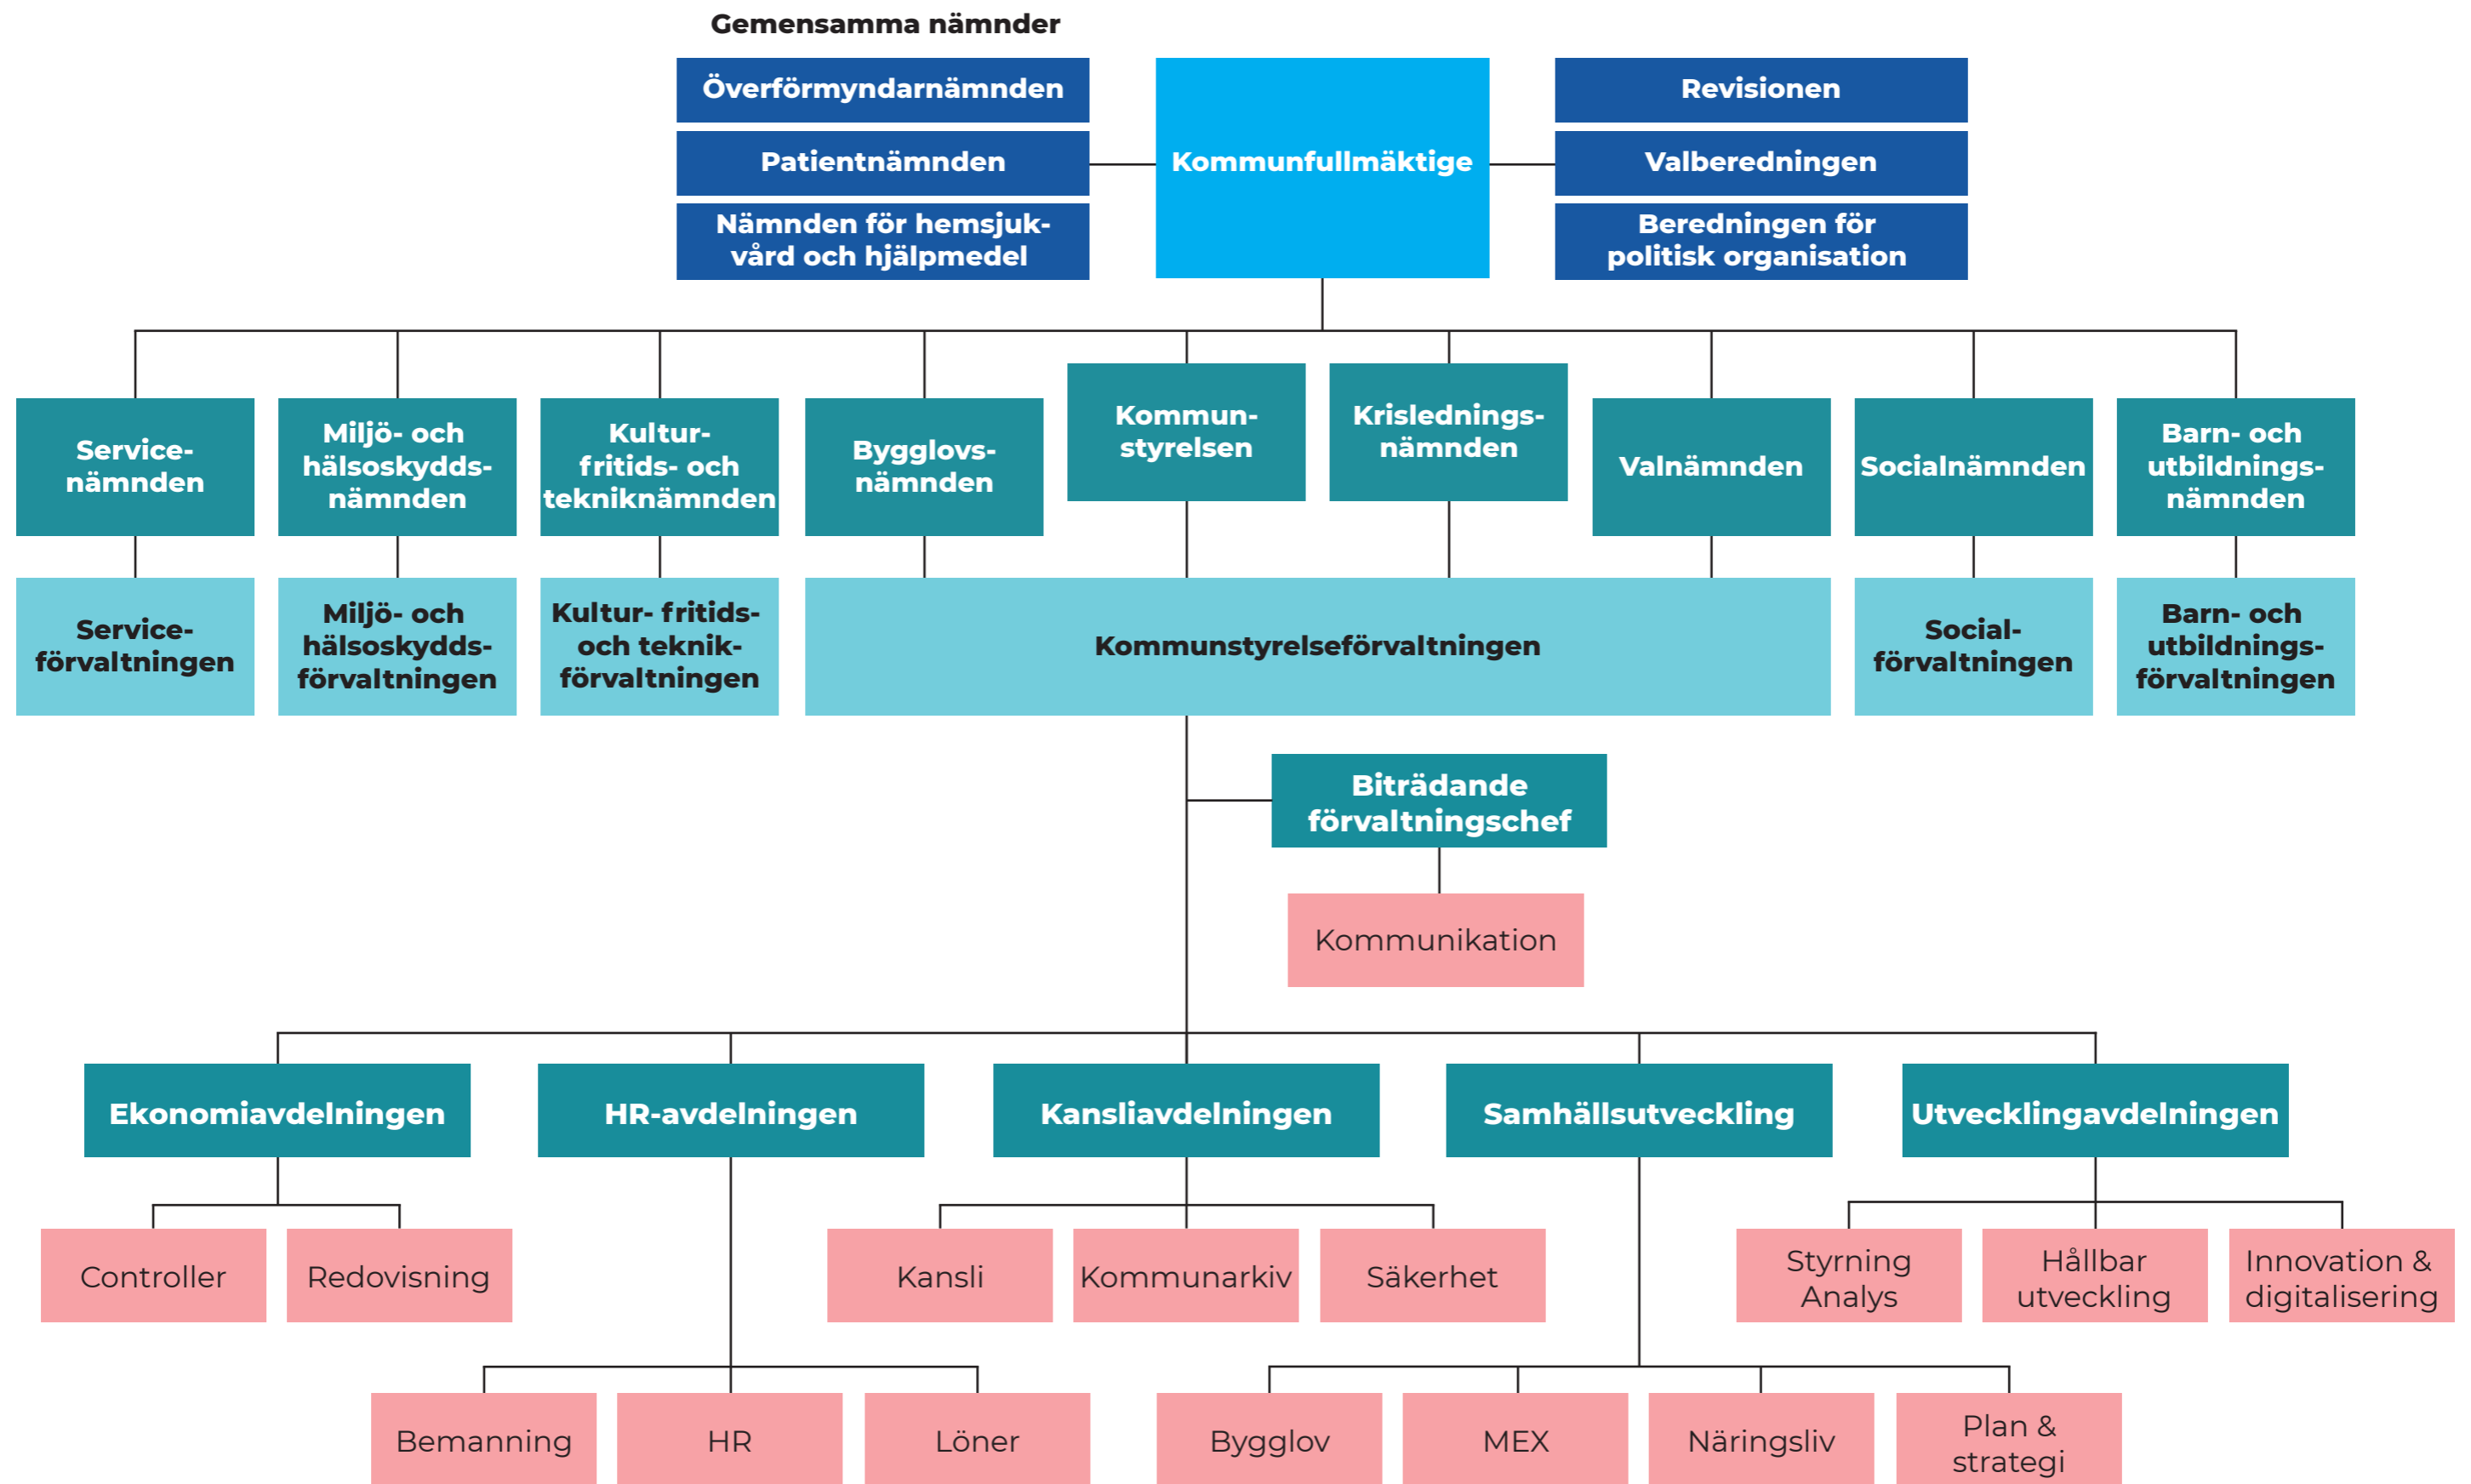 Gemensamma nämnder
Överförmyndarnämnden
Patientnämnden
Nämnden för hemsjuk-
vård och hjälpmedel
Kommunfullmäktige
Revisionen
Valberedningen
Beredningen för
politisk organisation
Service-
nämnden
Miljö- och
hälsoskydds-
nämnden
Kultur-
fritids- och
tekniknämnden
Bygglovs-
nämnden
Kommun-
styrelsen
Krislednings-
nämnden
Valnämnden
Socialnämnden
Barn- och
utbildnings-
nämnden
Service-
förvaltningen
Miljö- och
hälsoskydds-
förvaltningen
Kultur- fritids-
och teknik-
förvaltningen
Kommunstyrelseförvaltningen
Social-
förvaltningen
Barn- och
utbildnings-
förvaltningen
Biträdande
förvaltningschef
Kommunikation
Ekonomiavdelningen
HR-avdelningen
Kansliavdelningen
Samhällsutveckling
Utvecklingavdelningen
Controller
Redovisning
Kansli
Kommunarkiv
Säkerhet
Styrning
Analys
Hållbar
utveckling
Innovation &
digitalisering
Bemanning
HR
Löner
Bygglov
MEX
Näringsliv
Plan &
strategi